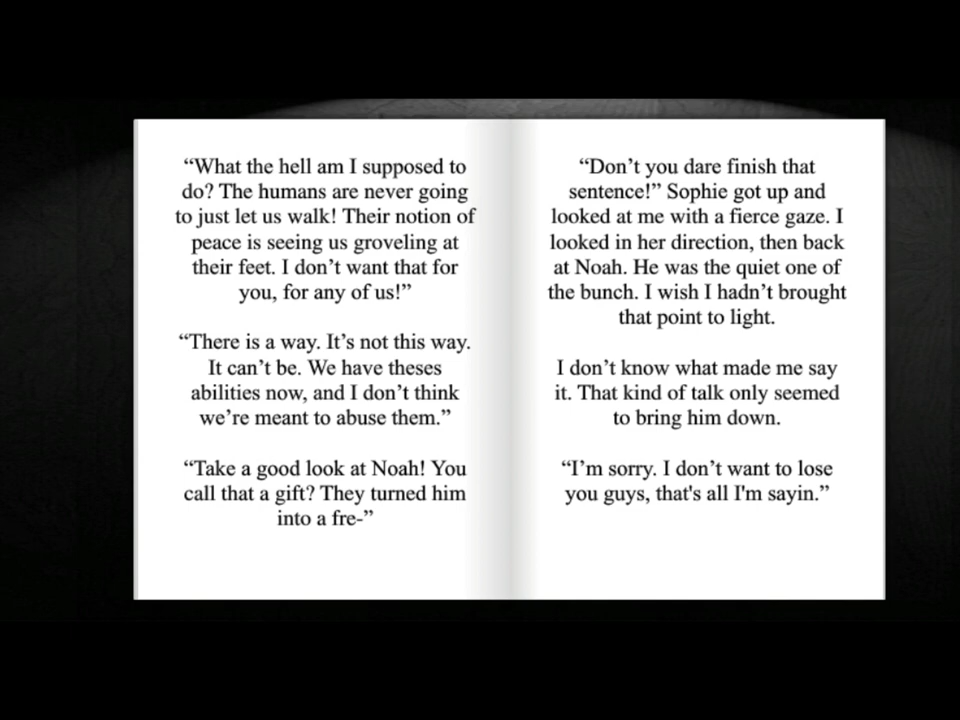 “What the hell am I supposed to
do? The humans are never going
to just let us walk! Their notion of
peace is seeing us groveling at
their feet. I don’t want that for
you, for any of us!”
“There is a way. It’s not this way.
It can’t be. We have theses
abilities now, and I don’t think
we’re meant to abuse them.”
“Take a good look at Noah! You
call that a gift? They turned him
into a fre-”
“Don’t you dare finish that
sentence!” Sophie got up and
looked at me with a fierce gaze. I
looked in her direction, then back
at Noah. He was the quiet one of
the bunch. I wish I hadn’t brought
that point to light.
I don’t know what made me say
it. That kind of talk only seemed
to bring him down.
“I’m sorry. I don’t want to lose
you guys, that's all I'm sayin.”